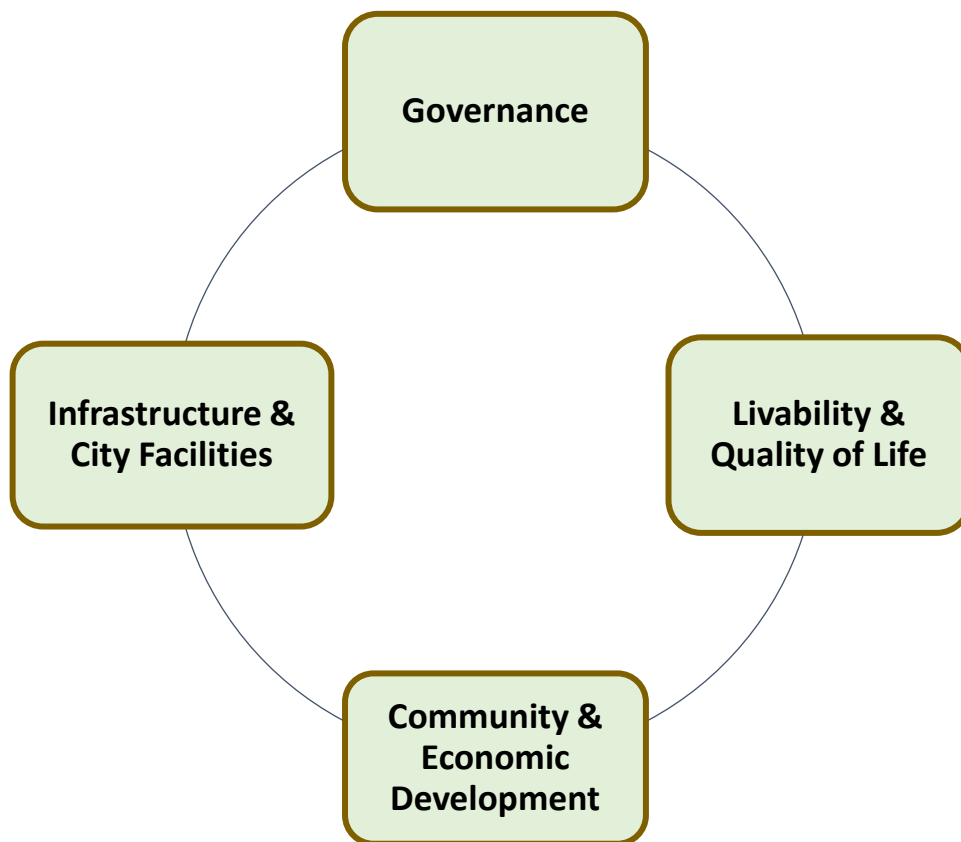 Governance
Infrastructure &
City Facilities
Livability &
Quality of Life
Community &
Economic
Development